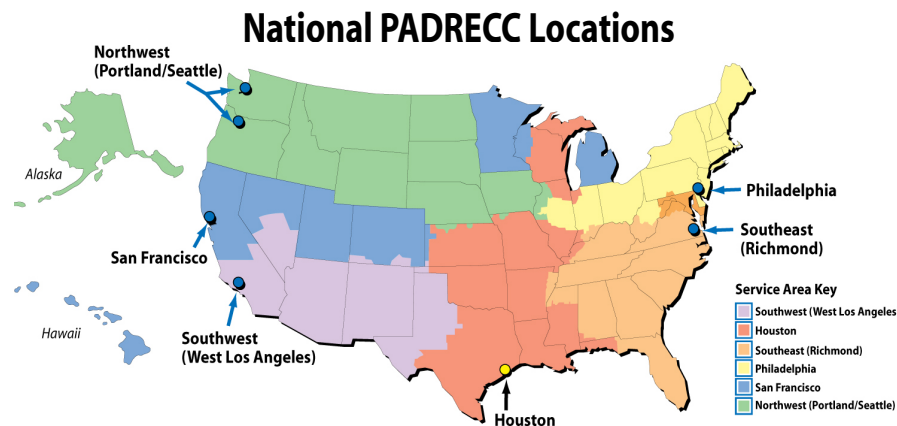 National PADRECC Locations
Northwest
(Portland/Seattle)
Alaska
Philadelphia
Southeast
(Richmond)
San Francisco
Service Area Key
Southwest (West Los Angeles
Houston
Southeast (Richmond)
Philadelphia
San Francisco
Northwest (Portland/Seattle)
Hawaii
Southwest
(West Los Angeles)
Houston